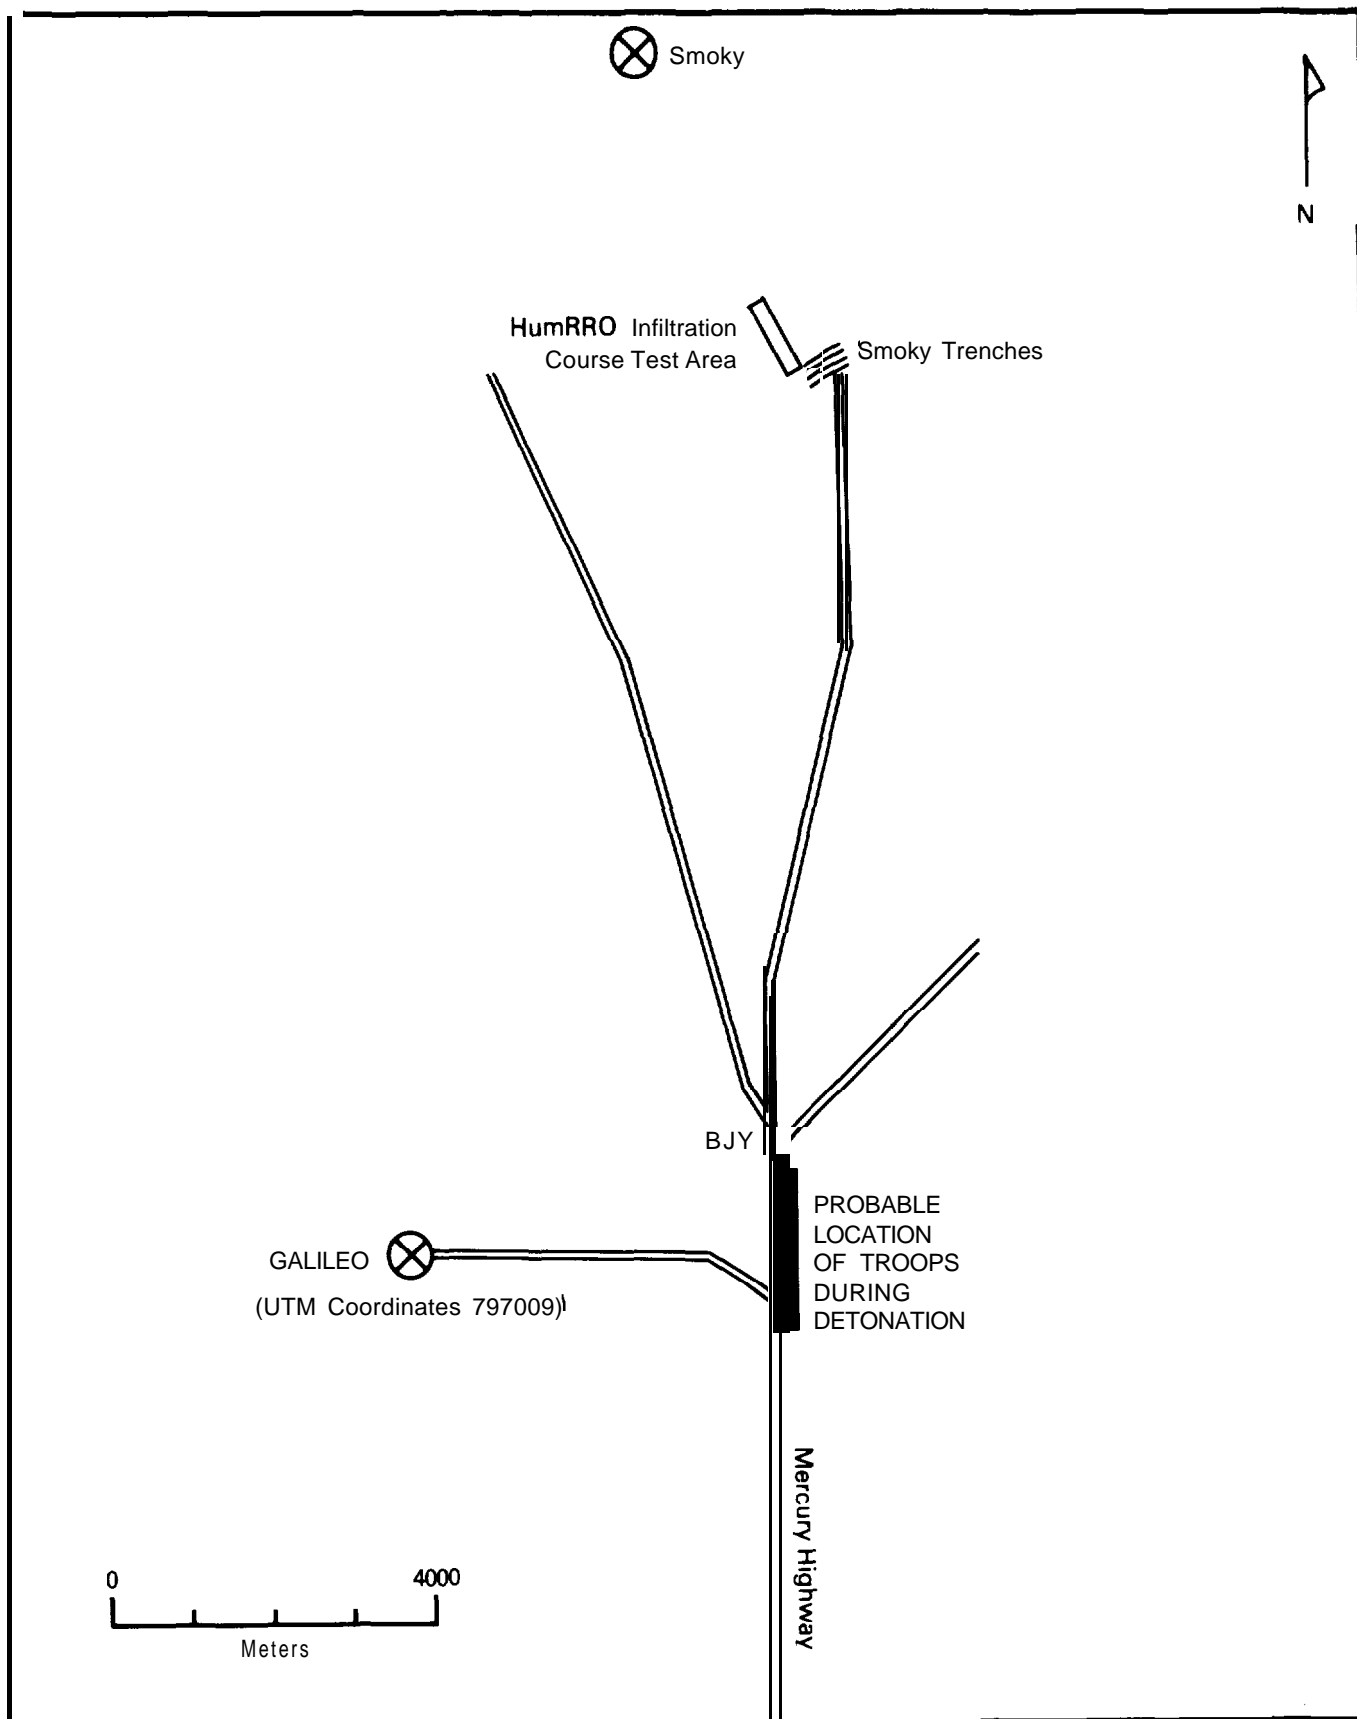 Smoky
N
HumRRO Infiltration
Course Test Area
Smoky Trenches
BJY
PROBABLE
LOCATION
OF TROOPS
DURING
DETONATION
GALILEO
(UTM Coordinates 797009)
Mercury Highway
0 4000
Meters